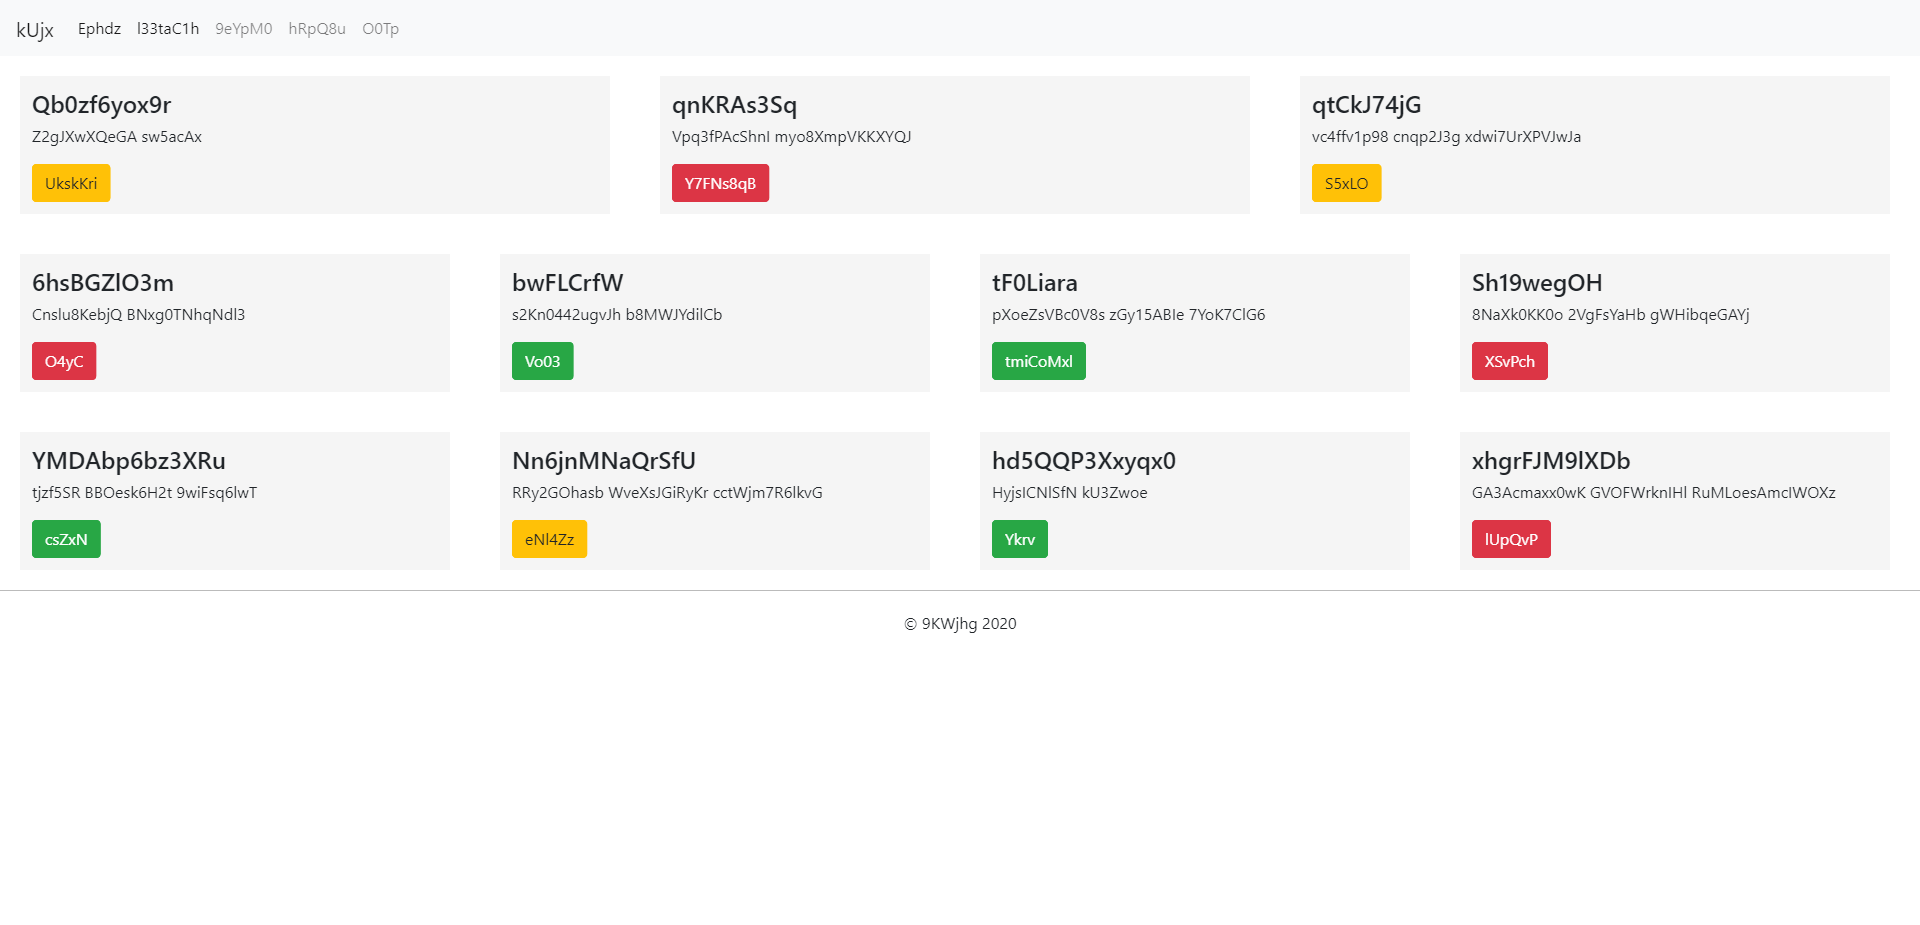 kUjx Ephdz l33taC1h 9eYpM0 hRpQ8u O0Tp
Qb0zf6yox9r
Z2gJXwXQeGA sw5acAx
UkskKri
qnKRAs3Sq
Vpq3fPAcShnI myo8XmpVKKXYQJ
Y7FNs8qB
qtCkJ74jG
vc4ffv1p98 cnqp2J3g xdwi7UrXPVJwJa
S5xLO
6hsBGZlO3m
Cnslu8KebjQ BNxg0TNhqNdl3
O4yC
bwFLCrfW
s2Kn0442ugvJh b8MWJYdilCb
Vo03
tF0Liara
pXoeZsVBc0V8s zGy15ABIe 7YoK7ClG6
tmiCoMxl
Sh19wegOH
8NaXk0KK0o 2VgFsYaHb gWHibqeGAYj
XSvPch
YMDAbp6bz3XRu
tjzf5SR BBOesk6H2t 9wiFsq6lwT
csZxN
Nn6jnMNaQrSfU
RRy2GOhasb WveXsJGiRyKr cctWjm7R6lkvG
eNl4Zz
hd5QQP3Xxyqx0
HyjsICNlSfN kU3Zwoe
Ykrv
xhgrFJM9lXDb
GA3Acmaxx0wK GVOFWrknIHl RuMLoesAmcIWOXz
lUpQvP
© 9KWjhg 2020